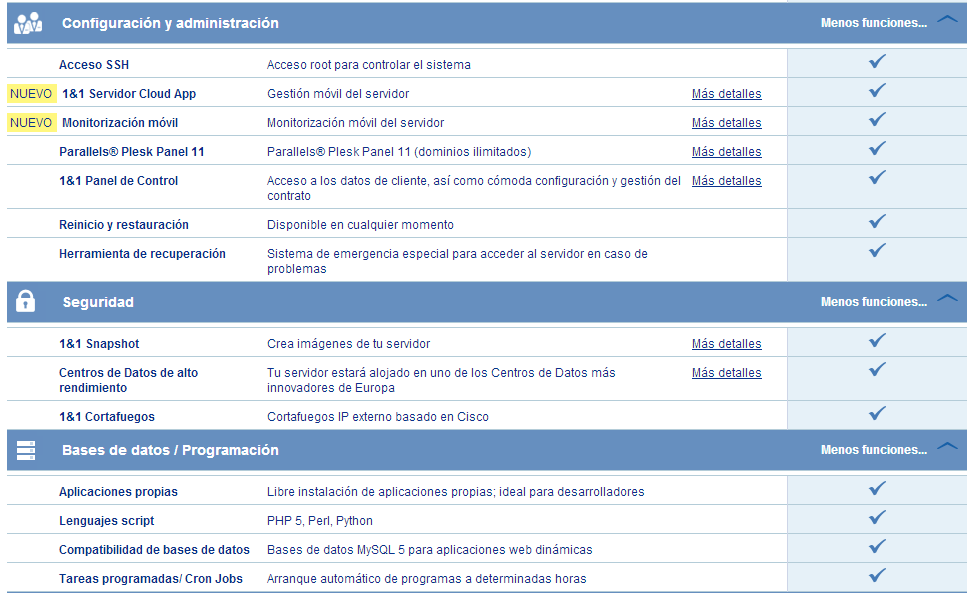 Configuración y administración Menos funciones...
Acceso SSH Acceso root para controlar el sistema
NUEVO 1&1 Servidor Cloud App Gestión móvil del servidor Más detalles
NUEVO Monitorización móvil Monitorización móvil del servidor Más detalles
Parallels® Plesk Panel 11 Parallels® Plesk Panel 11 (dominios ilimitados) Más detalles
1&1 Panel de Control Acceso a los datos de cliente, así como cómoda configuración y gestión del Más detalles
contrato
Reinicio y restauración Disponible en cualquier momento
Herramienta de recuperación Sistema de emergencia especial para acceder al servidor en caso de
problemas
Seguridad Menos funciones...
1&1 Snapshot Crea imágenes de tu servidor Más detalles
Centros de Datos de alto Tu servidor estará alojado en uno de los Centros de Datos más Más detalles
rendimiento innovadores de Europa
1&1 Cortafuegos Cortafuegos IP externo basado en Cisco
Bases de datos / Programación Menos funciones...
Aplicaciones propias Libre instalación de aplicaciones propias; ideal para desarrolladores
Lenguajes script PHP 5, Perl, Python
Compatibilidad de bases de datos Bases de datos MySQL 5 para aplicaciones web dinámicas
Tareas programadas/ Cron Jobs Arranque automático de programas a determinadas horas